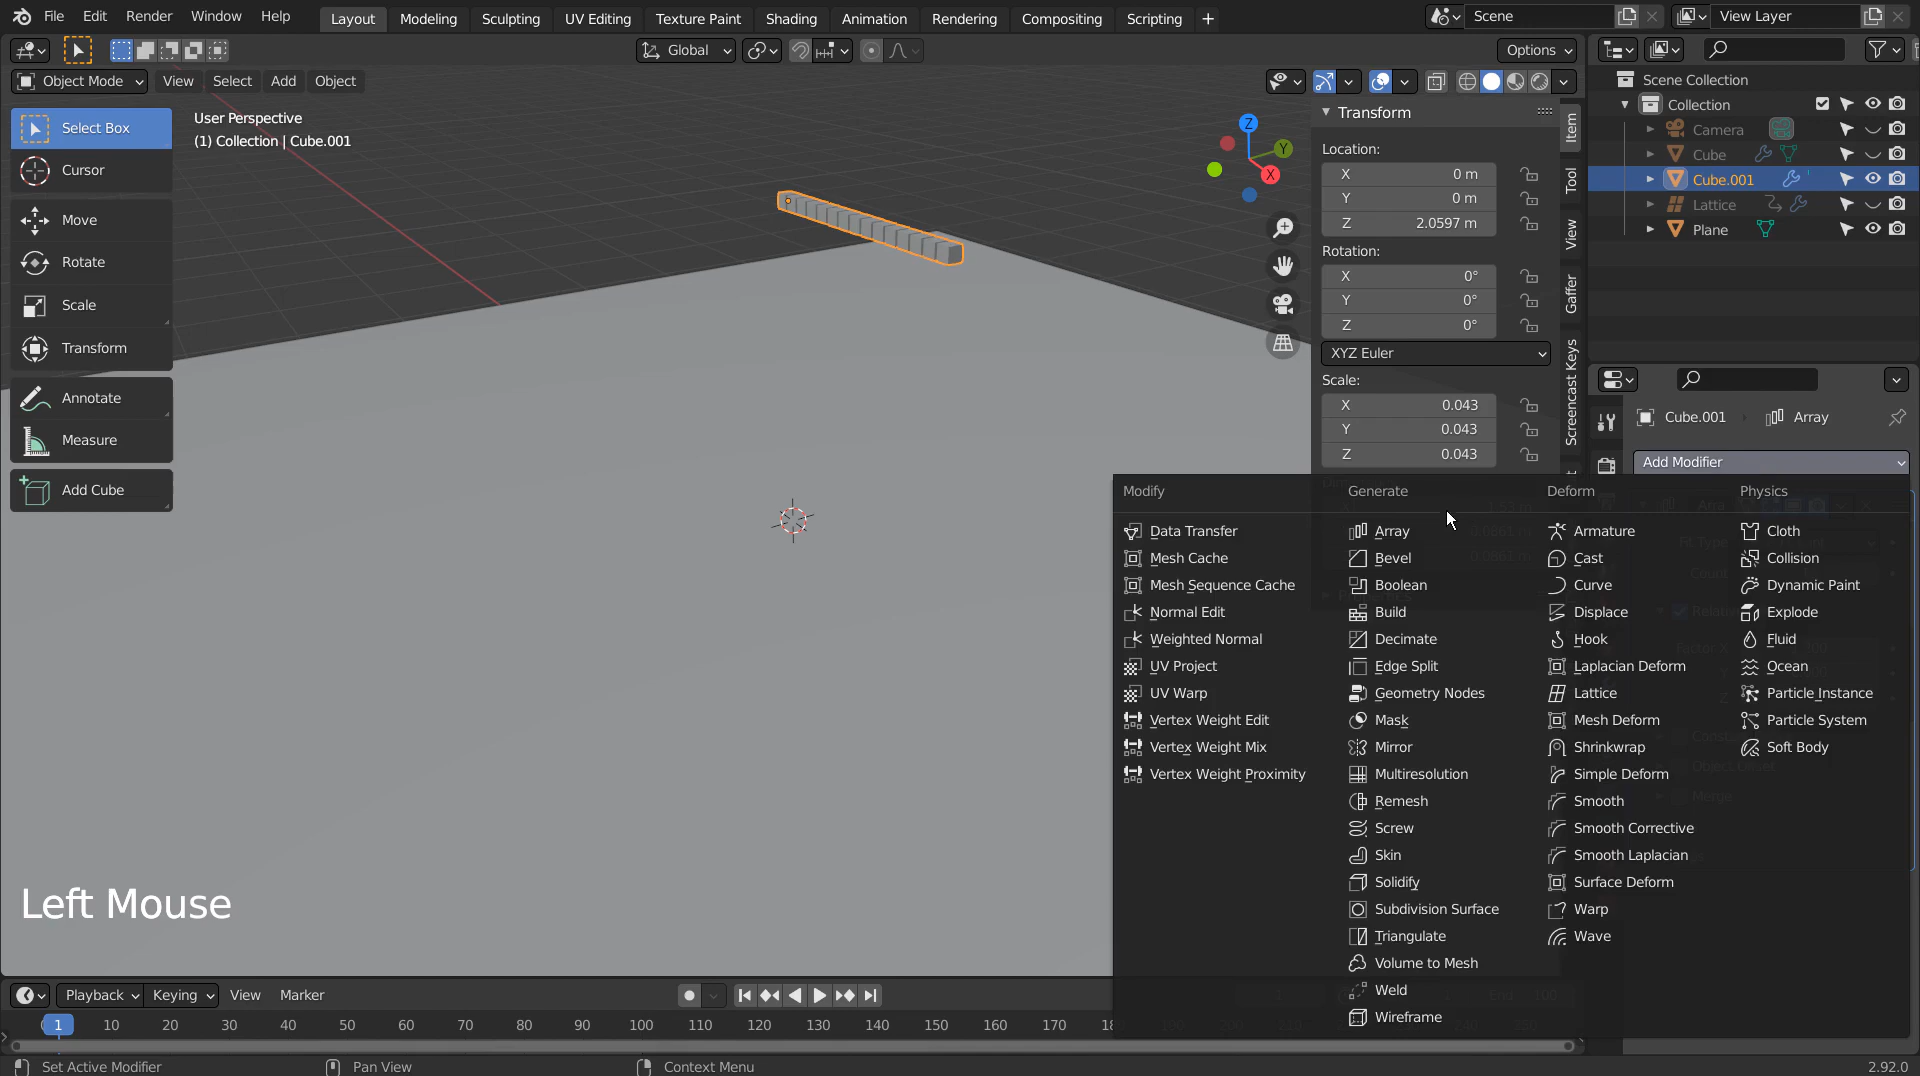 File Edit Render Window Help Layout Modeling Sculpting UV Editing Texture Paint Shading Animation Rendering Compositing Scripting + Scene View Layer
Global Options
Object Mode View Select Add Object
Select Box
Cursor
Move
Rotate
Scale
Transform
Annotate
Measure
Add Cube
User Perspective
(1) Collection | Cube.001
Z
Y
X
Transform
Location:
X 0 m
Y 0 m
Z 2.0597 m
Rotation:
X 0°
Y 0°
Z 0°
XYZ Euler
Scale:
X 0.043
Y 0.043
Z 0.043
Item
Tool
View
Gaffer
Screencast Keys
Scene Collection
Collection
Camera
Cube
Cube.001
Lattice
Plane
Cube.001 Array
Add Modifier
Modify
Data Transfer
Mesh Cache
Mesh Sequence Cache
Normal Edit
Weighted Normal
UV Project
UV Warp
Vertex Weight Edit
Vertex Weight Mix
Vertex Weight Proximity
Generate
Array
Bevel
Boolean
Build
Decimate
Edge Split
Geometry Nodes
Mask
Mirror
Multiresolution
Remesh
Screw
Skin
Solidify
Subdivision Surface
Triangulate
Volume to Mesh
Weld
Wireframe
Deform
Armature
Cast
Curve
Displace
Hook
Laplacian Deform
Lattice
Mesh Deform
Shrinkwrap
Simple Deform
Smooth
Smooth Corrective
Smooth Laplacian
Surface Deform
Warp
Wave
Physics
Cloth
Collision
Dynamic Paint
Explode
Fluid
Ocean
Particle Instance
Particle System
Soft Body
Left Mouse
Playback Keying View Marker
1 10 20 30 40 50 60 70 80 90 100 110 120 130 140 150 160 170
Set Active Modifier Pan View Context Menu 2.92.0